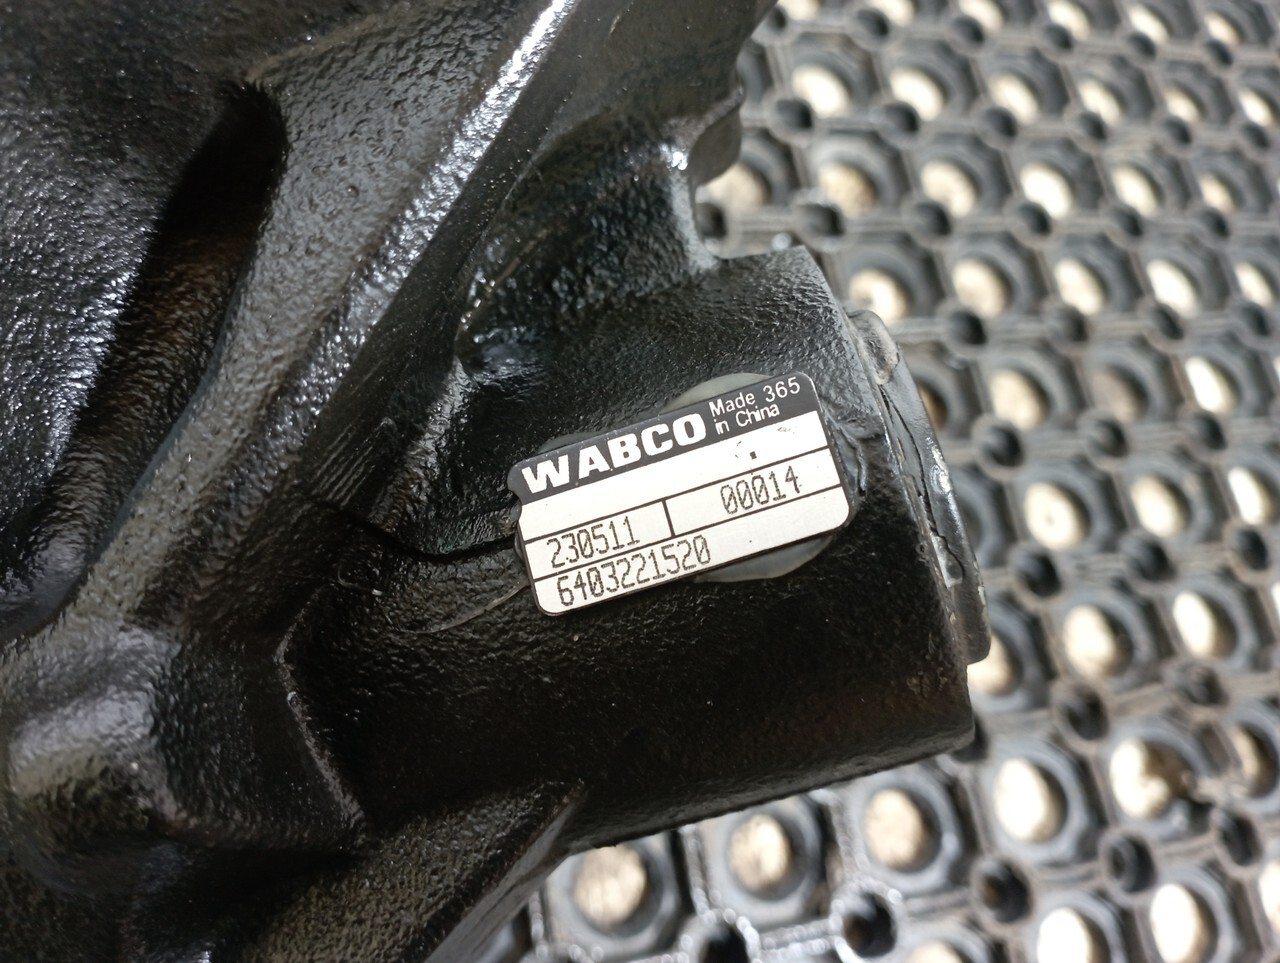 WABCO Made 365
in China
230511 00014
6403221520